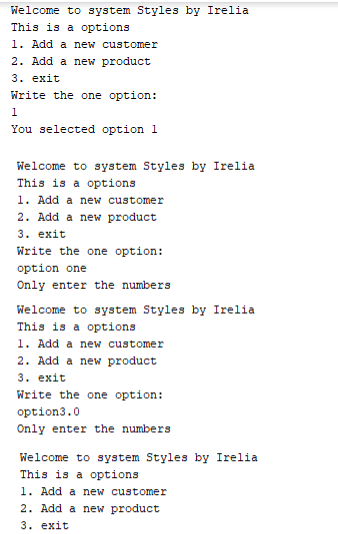 Welcome to system Styles by Irelia
This is a options
1. Add a new customer
2. Add a new product
3. exit
Write the one option:
1
You selected option 1
Welcome to system Styles by Irelia
This is a options
1. Add a new customer
2. Add a new product
3. exit
Write the one option:
option one
Only enter the numbers
Welcome to system Styles by Irelia
This is a options
1. Add a new customer
2. Add a new product
3. exit
Write the one option:
option3.0
Only enter the numbers
Welcome to system Styles by Irelia
This is a options
1. Add a new customer
2. Add a new product
3. exit